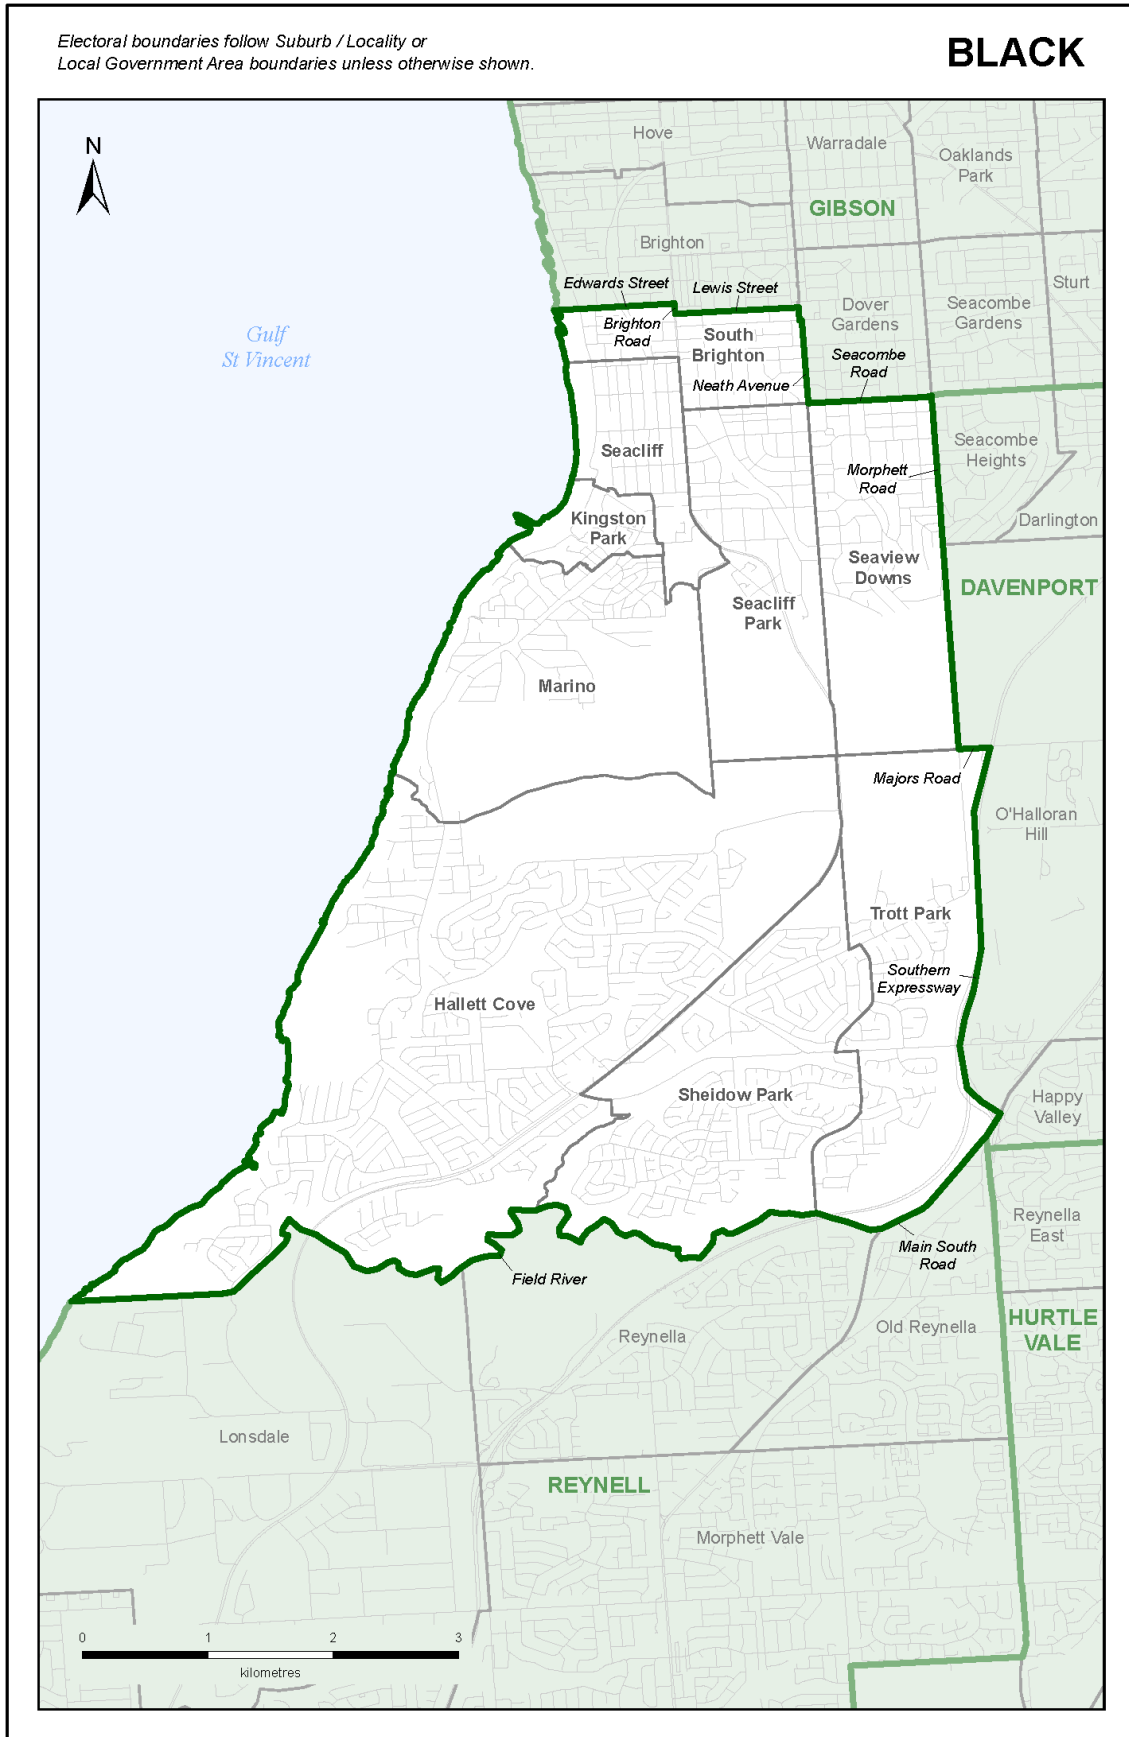 Electoral boundaries follow Suburb / Locality or
Local Government Area boundaries unless otherwise shown.
BLACK
N
Hove
Warradale
Oaklands
Park
GIBSON
Brighton
Sturt
Edwards Street
Lewis Street
Dover
Gardens
Seacombe
Gardens
Brighton
Road
South
Brighton
Gulf
St Vincent
Seacombe
Road
Neath Avenue
Seacliff
Seacombe
Heights
Morphett
Road
Kingston
Park
Darlington
Seaview
Downs
DAVENPORT
Seacliff
Park
Marino
Majors Road
O'Halloran
Hill
Trott Park
Southern
Expressway
Hallett Cove
Sheidow Park
Happy
Valley
Reynella
East
Main South
Road
Field River
Reynella
Old Reynella
HURTLE
VALE
Lonsdale
REYNELL
Morphett Vale
0 1 2 3
kilometres